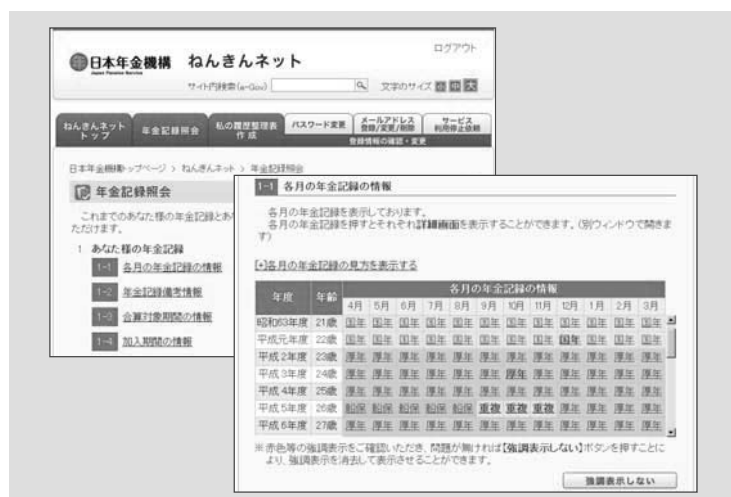 日本年金機構 ねんきんネット
Japan Pension Service
ログアウト
サイト内検索(e-Gov)
文字のサイズ 小 中 大
ねんきんネット
トップ
年金記録照会
私の履歴整理表
作成
パスワード変更
メールアドレス
登録/変更/削除
サービス
利用停止依頼
登録情報の確認・変更
日本年金機構トップページ > ねんきんネット > 年金記録照会
年金記録照会
これまでのあなた様の年金記録とあ
ただけます。
1 あなた様の年金記録
1-1 各月の年金記録の情報
1-2 年金記録備考情報
1-3 合算対象期間の情報
1-4 加入期間の情報
1-1 各月の年金記録の情報
各月の年金記録を表示しております。
各月の年金記録を押すとそれぞれ詳細画面を表示することができます。(別ウィンドウで開きま
す)
[+]各月の年金記録の見方を表示する
年度 年齢 各月の年金記録の情報
4月 5月 6月 7月 8月 9月 10月 11月 12月 1月 2月 3月
昭和63年度 21歳 国年 国年 国年 国年 国年 国年 国年 国年 国年 国年 国年 国年
平成元年度 22歳 国年 国年 国年 国年 国年 国年 国年 国年 国年 国年 国年 国年
平成2年度 23歳 厚年 厚年 厚年 厚年 厚年 厚年 厚年 厚年 厚年 厚年 厚年 厚年
平成3年度 24歳 厚年 厚年 厚年 厚年 厚年 厚年 厚年 厚年 厚年 厚年 厚年 厚年
平成4年度 25歳 厚年 厚年 厚年 厚年 厚年 厚年 厚年 厚年 厚年 厚年 厚年 厚年
平成5年度 26歳 船保 船保 船保 船保 船保 重複 重複 重複 厚年 厚年 厚年 厚年
平成6年度 27歳 厚年 厚年 厚年 厚年 厚年 厚年 厚年 厚年 厚年 厚年 厚年 厚年
※赤色等の強調表示をご確認いただき、問題が無ければ【強調表示しない】ボタンを押すことに
より、強調表示を消去して表示させることができます。
強調表示しない